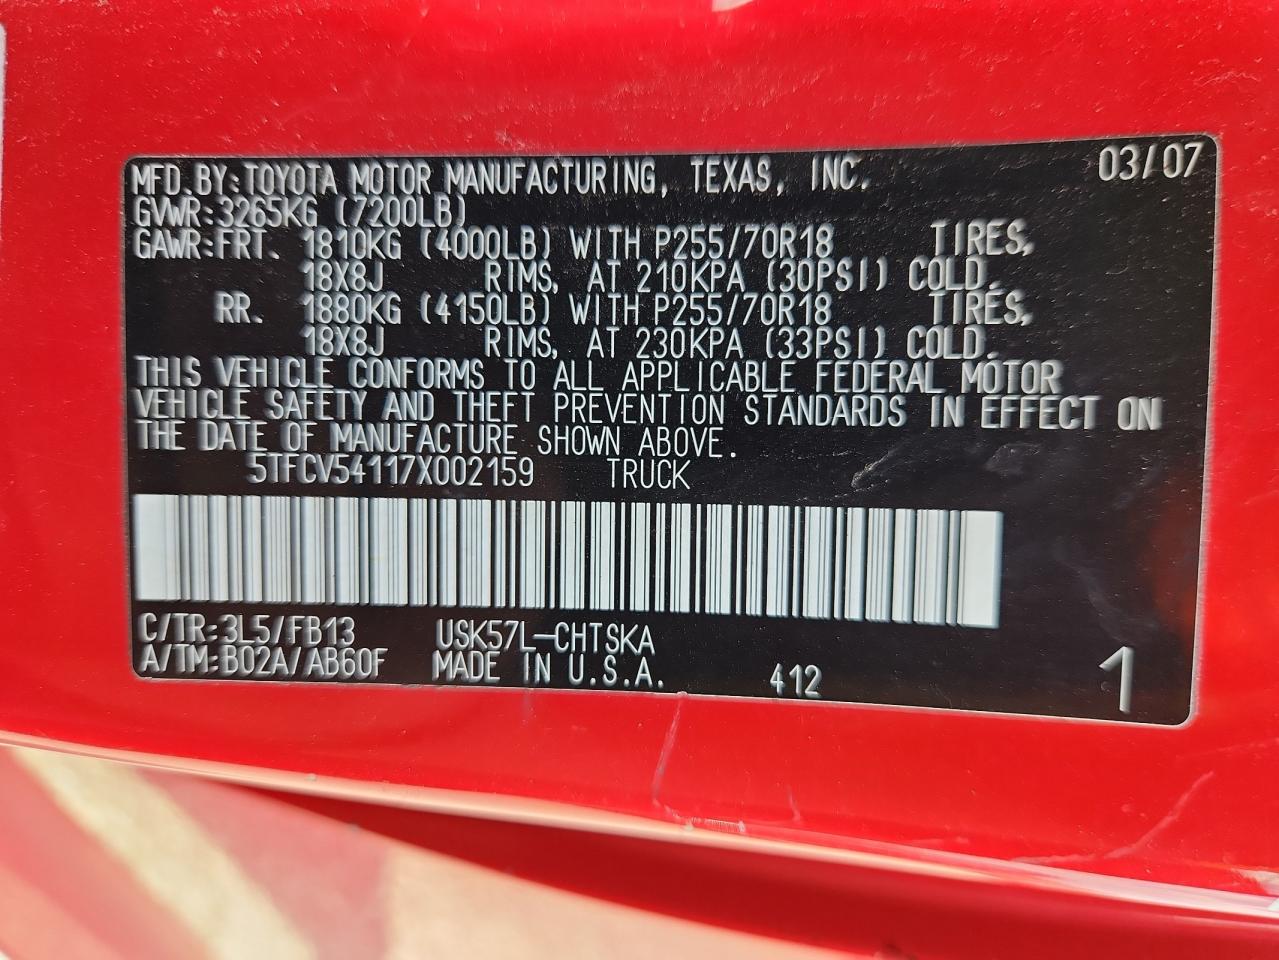 MFD.BY:TOYOTA MOTOR MANUFACTURING, TEXAS, INC. 03/07
GVWR:3265KG (7200LB)
GAWR:FRT. 1810KG (4000LB) WITH P255/70R18 TIRES,
18X8J RIMS, AT 210KPA (30PSI) COLD.
RR. 1880KG (4150LB) WITH P255/70R18 TIRES,
18X8J RIMS, AT 230KPA (33PSI) COLD.
THIS VEHICLE CONFORMS TO ALL APPLICABLE FEDERAL MOTOR
VEHICLE SAFETY AND THEFT PREVENTION STANDARDS IN EFFECT ON
THE DATE OF MANUFACTURE SHOWN ABOVE.
5TFCV54117X002159 TRUCK
C/TR:3L5/FB13 USK57L-CHTSKA
A/TM:B02A/AB60F MADE IN U.S.A. 412 1